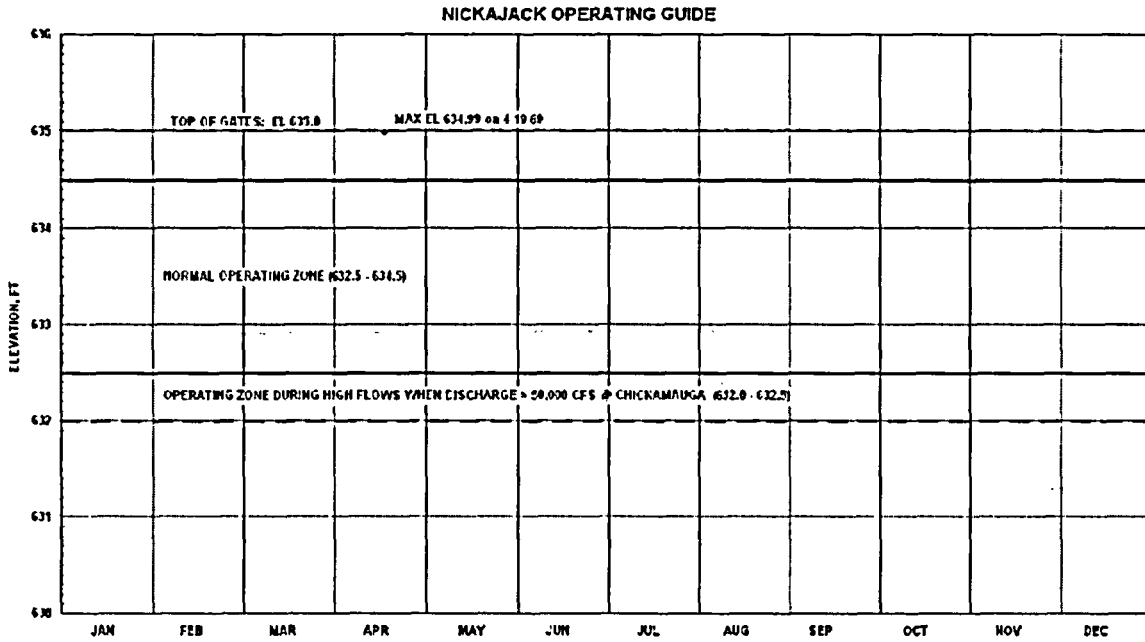 NICKAJACK OPERATING GUIDE
636
TOP OF GATES: EL 635.0
MAX EL 634.99 on 4 19 69
635
634
NORMAL OPERATING ZONE (632.5 - 634.5)
ELEVATION, FT
633
OPERATING ZONE DURING HIGH FLOWS WHEN DISCHARGE > 50,000 CFS @ CHICKAMAUGA (632.0 - 632.5)
632
631
630
JAN FEB MAR APR MAY JUN JUL AUG SEP OCT NOV DEC